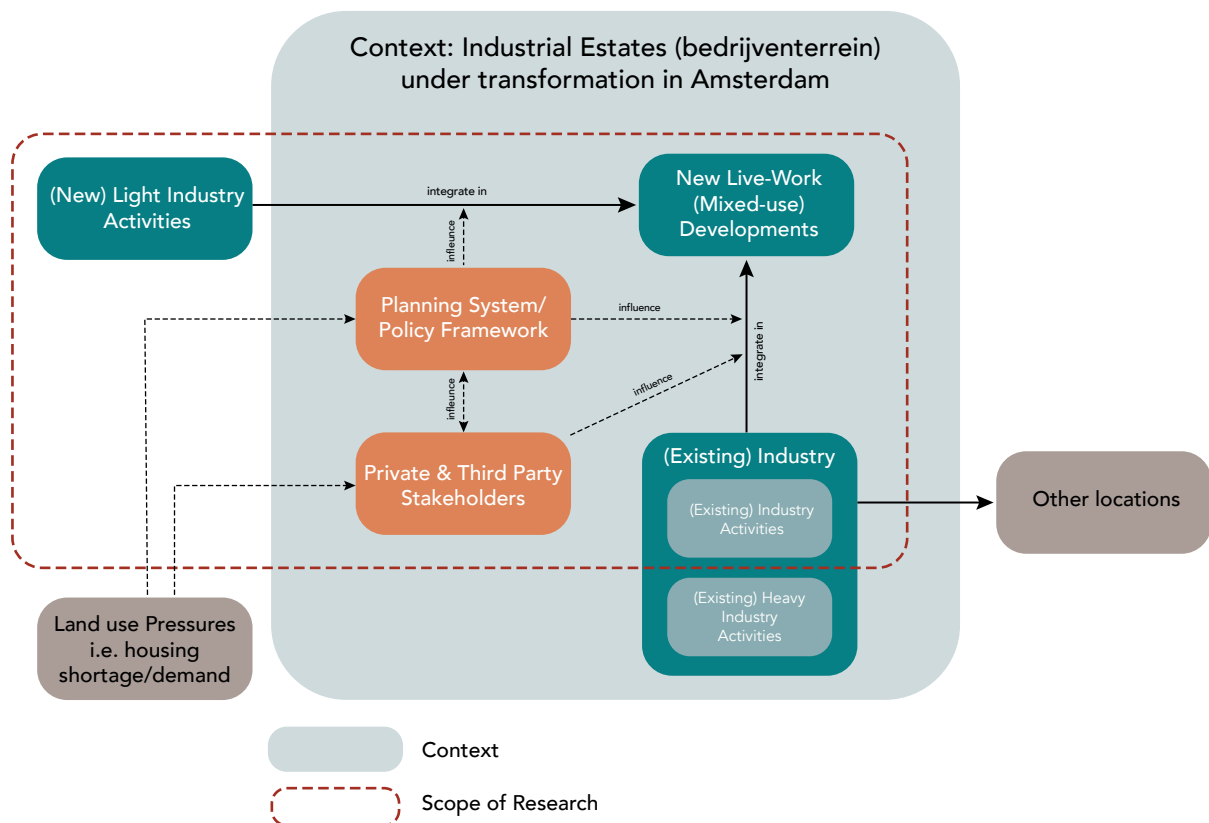 Context: Industrial Estates (bedrijventerrein)
under transformation in Amsterdam
(New) Light Industry
Activities
integrate in
New Live-Work
(Mixed-use)
Developments
infleunce
Planning System/
Policy Framework
influence
integrate in
infleunce
influence
Private & Third Party
Stakeholders
(Existing) Industry
(Existing) Industry
Activities
(Existing) Heavy
Industry
Activities
Other locations
Land use Pressures
i.e. housing
shortage/demand
Context
Scope of Research